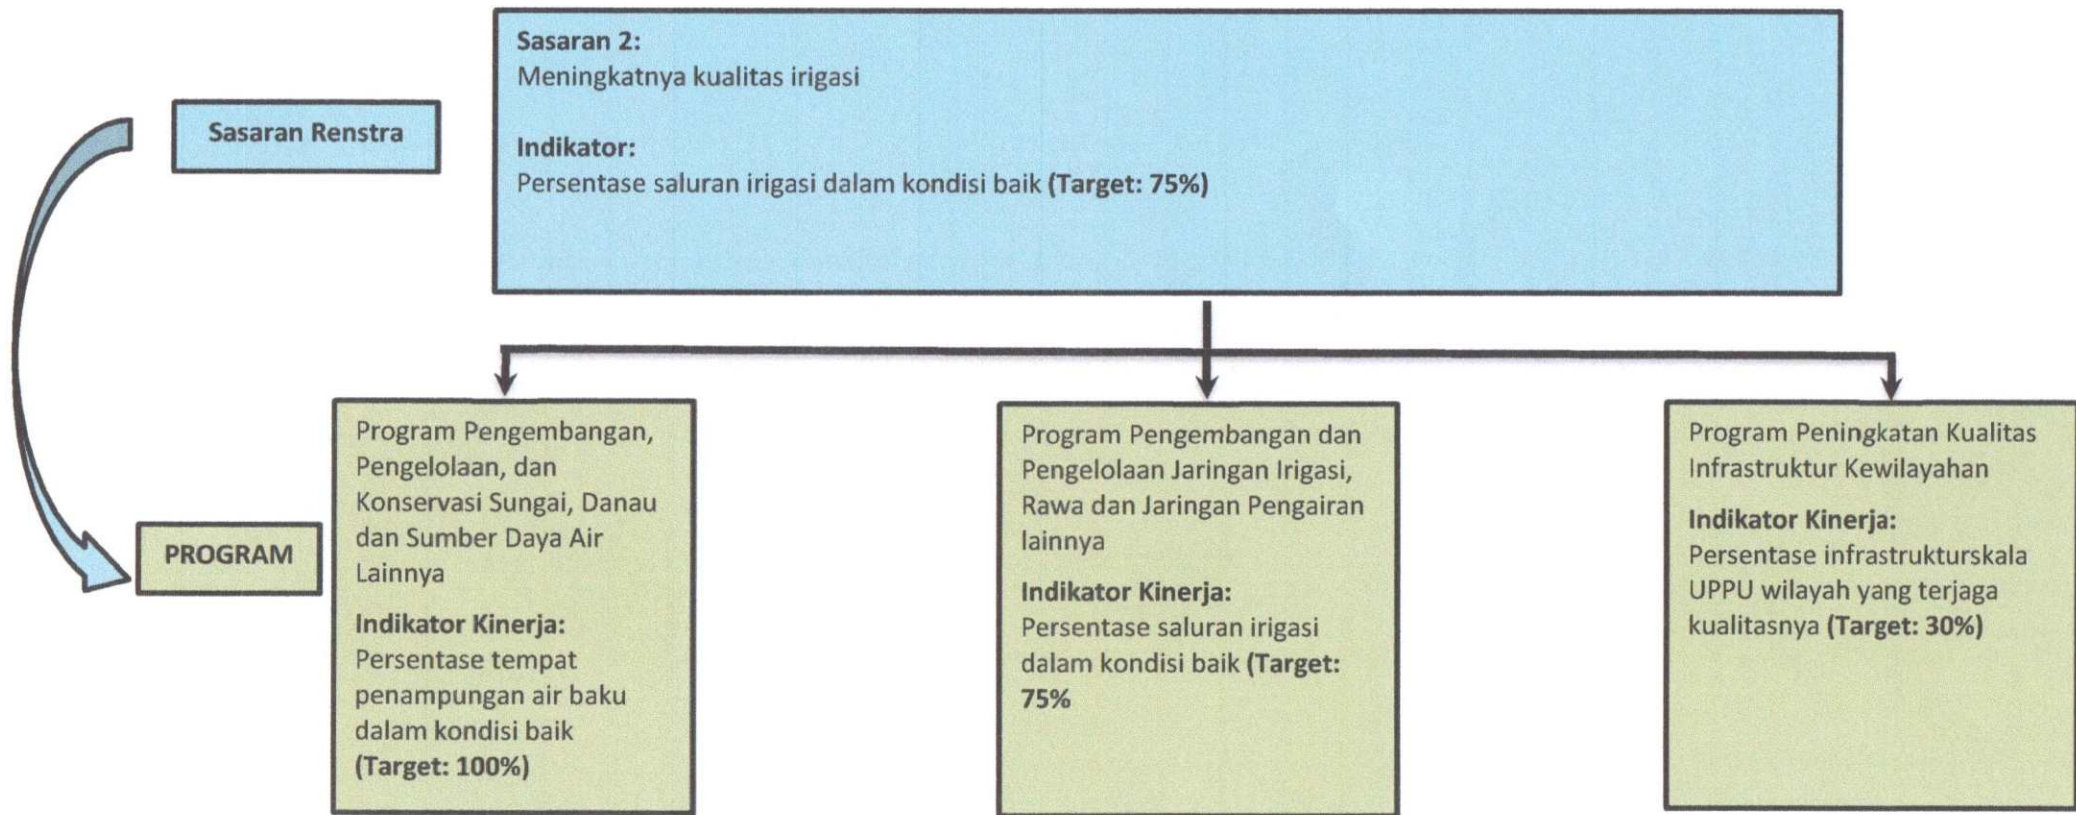 Sasaran 2:
Meningkatnya kualitas irigasi
Indikator:
Persentase saluran irigasi dalam kondisi baik (Target: 75%)
Sasaran Renstra
PROGRAM
Program Pengembangan,
Pengelolaan, dan
Konservasi Sungai, Danau
dan Sumber Daya Air
Lainnya
Indikator Kinerja:
Persentase tempat
penampungan air baku
dalam kondisi baik
(Target: 100%)
Program Pengembangan dan
Pengelolaan Jaringan Irigasi,
Rawa dan Jaringan Pengairan
lainnya
Indikator Kinerja:
Persentase saluran irigasi
dalam kondisi baik (Target:
75%
Program Peningkatan Kualitas
Infrastruktur Kewilayahan
Indikator Kinerja:
Persentase infrastrukturskala
UPPU wilayah yang terjaga
kualitasnya (Target: 30%)